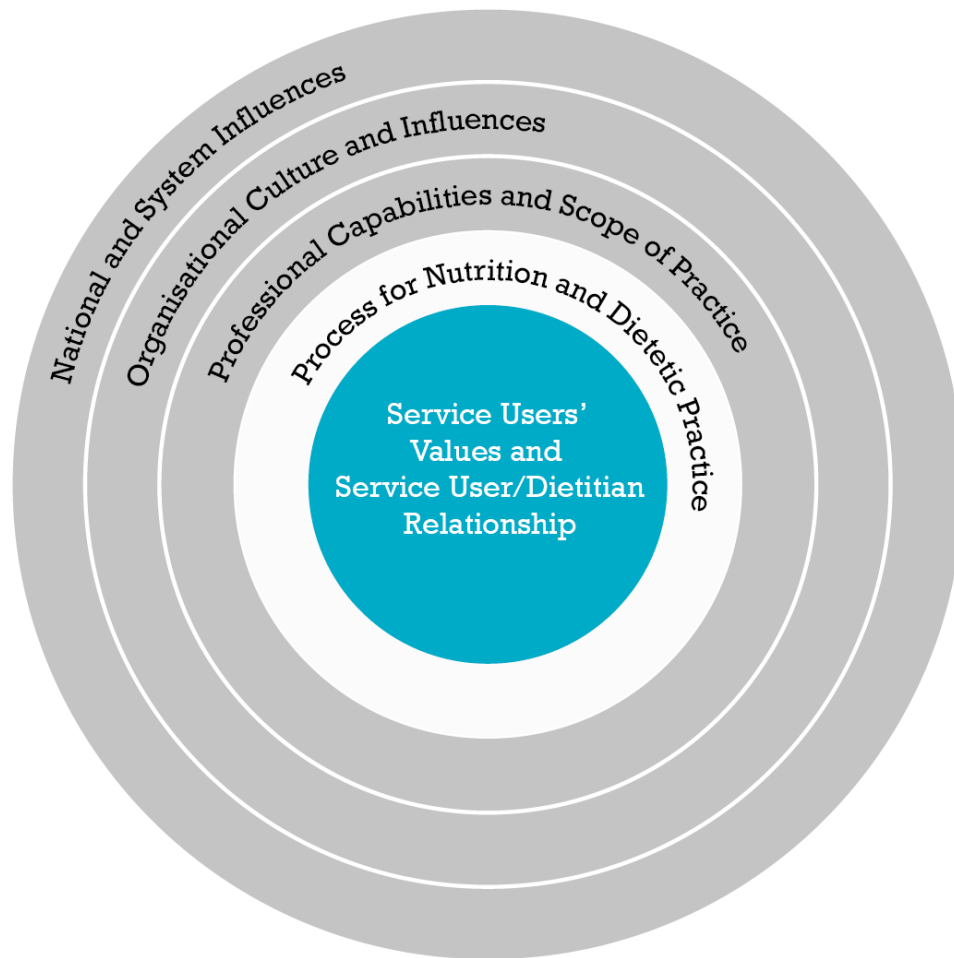 National and System Influences
Organisational Culture and Influences
Professional Capabilities and Scope of Practice
Process for Nutrition and Dietetic Practice
Service Users’
Values and
Service User/Dietitian
Relationship